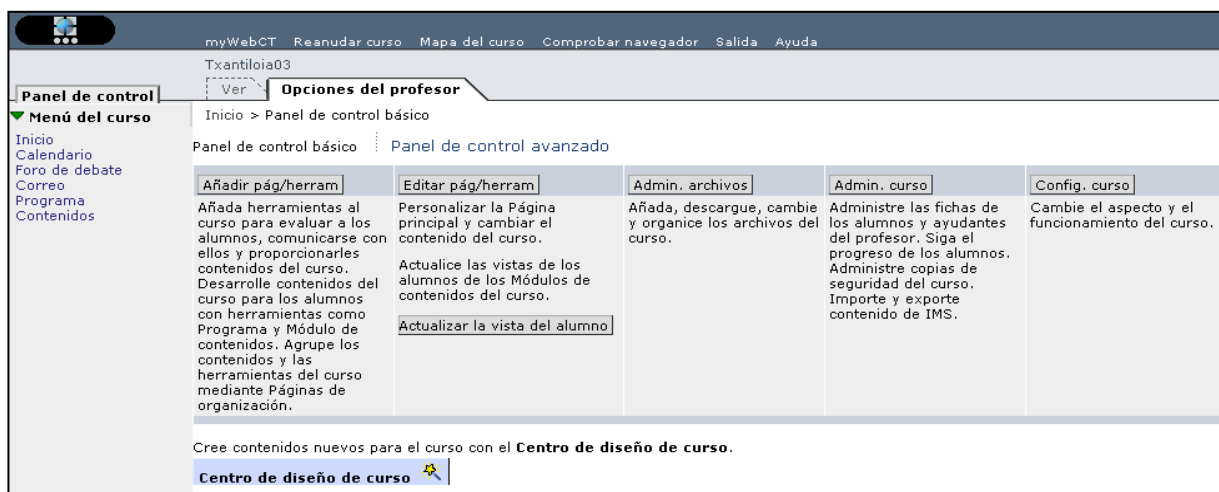 myWebCT Reanudar curso Mapa del curso Comprobar navegador Salida Ayuda
Txantiloia03
Ver Opciones del profesor
Panel de control
Menú del curso
Inicio
Calendario
Foro de debate
Correo
Programa
Contenidos
Inicio > Panel de control básico
Panel de control básico Panel de control avanzado
Añadir pág/herram
Añada herramientas al
curso para evaluar a los
alumnos, comunicarse con
ellos y proporcionarles
contenidos del curso.
Desarrolle contenidos del
curso para los alumnos
con herramientas como
Programa y Módulo de
contenidos. Agrupe los
contenidos y las
herramientas del curso
mediante Páginas de
organización.
Editar pág/herram
Personalizar la Página
principal y cambiar el
contenido del curso.
Actualice las vistas de los
alumnos de los Módulos de
contenidos del curso.
Actualizar la vista del alumno
Admin. archivos
Añada, descargue, cambie
y organice los archivos del
curso.
Admin. curso
Administre las fichas de
los alumnos y ayudantes
del profesor. Siga el
progreso de los alumnos.
Administre copias de
seguridad del curso.
Importe y exporte
contenido de IMS.
Config. curso
Cambie el aspecto y el
funcionamiento del curso.
Cree contenidos nuevos para el curso con el Centro de diseño de curso.
Centro de diseño de curso